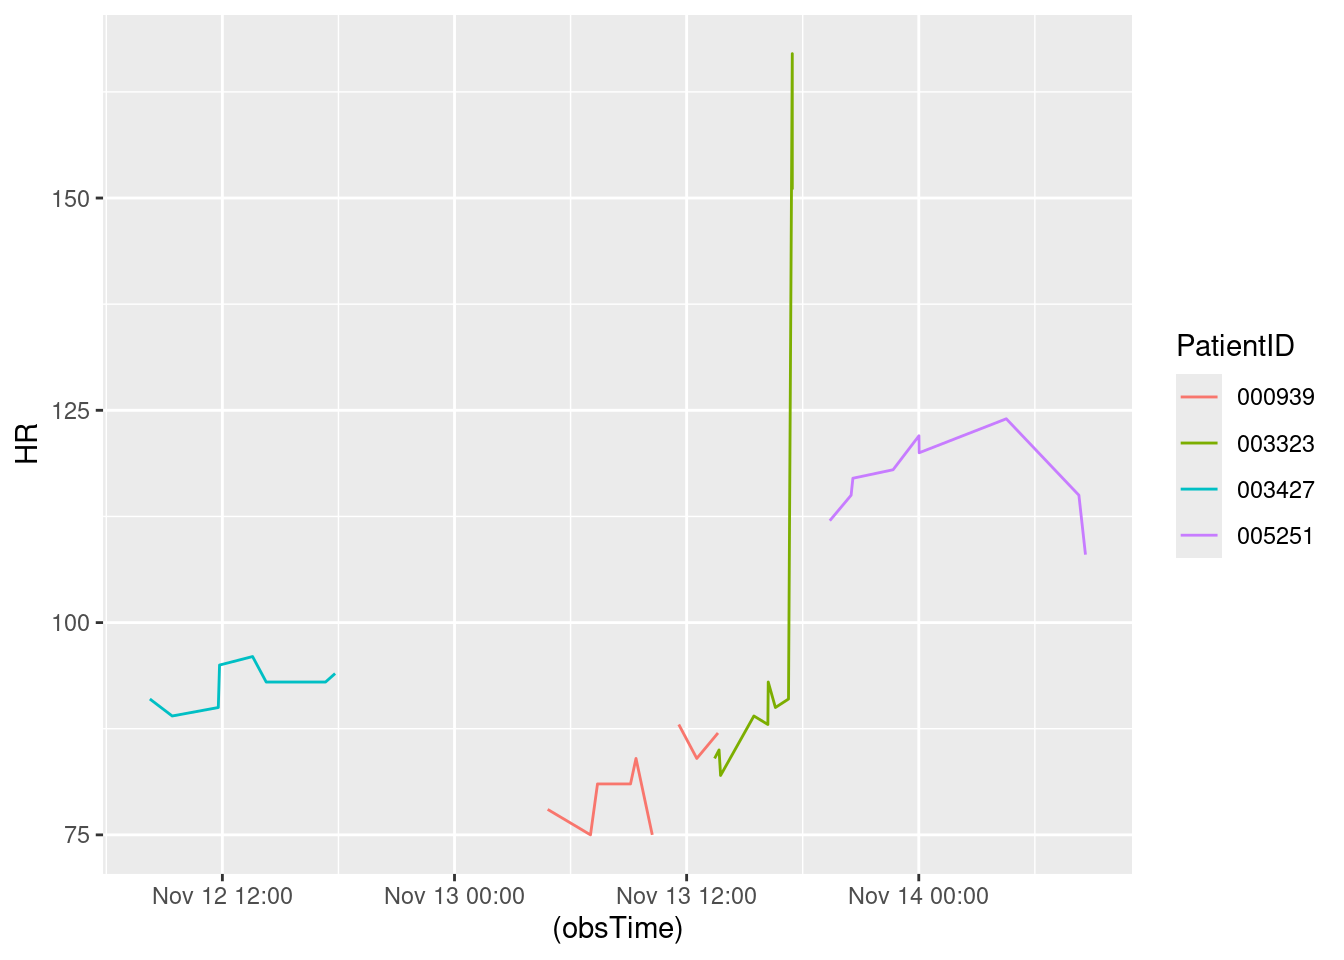 150
125
100
75
HR
Nov 12 12:00
Nov 13 00:00
Nov 13 12:00
Nov 14 00:00
(obsTime)
PatientID
000939
003323
003427
005251